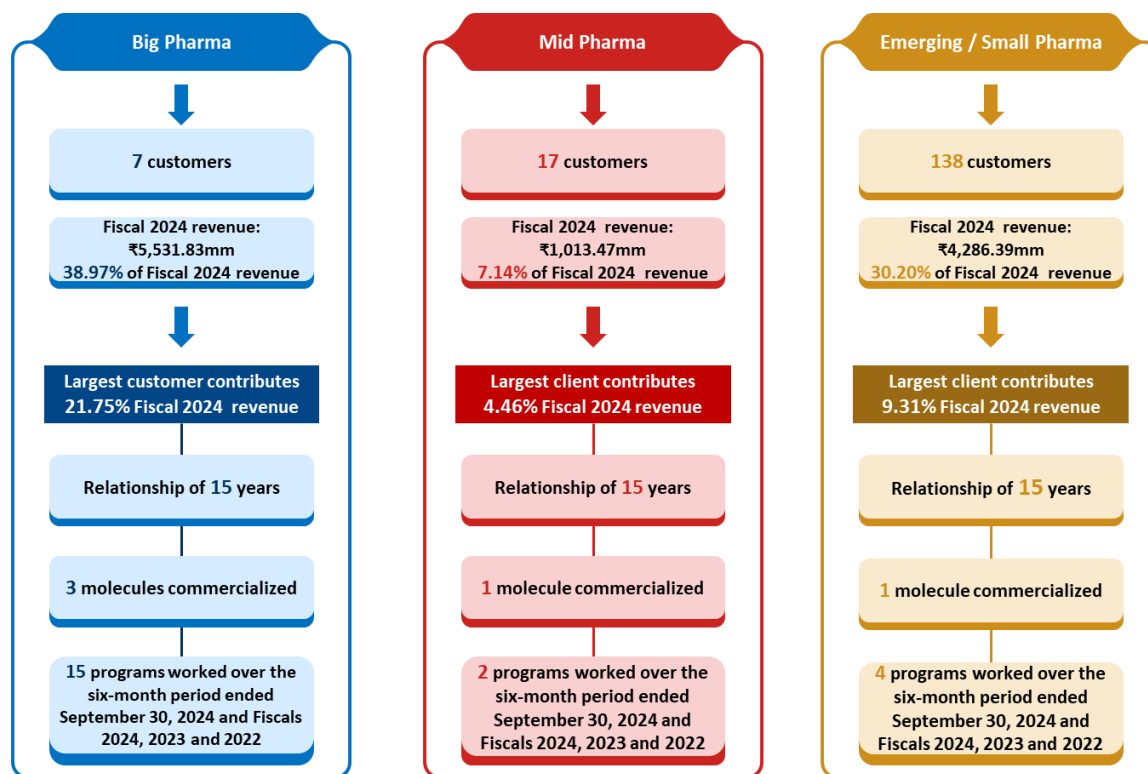 Big Pharma
7 customers
Fiscal 2024 revenue:
₹5,531.83mm
38.97% of Fiscal 2024 revenue
Largest customer contributes
21.75% Fiscal 2024 revenue
Relationship of 15 years
3 molecules commercialized
15 programs worked over the
six-month period ended
September 30, 2024 and Fiscals
2024, 2023 and 2022
Mid Pharma
17 customers
Fiscal 2024 revenue:
₹1,013.47mm
7.14% of Fiscal 2024 revenue
Largest client contributes
4.46% Fiscal 2024 revenue
Relationship of 15 years
1 molecule commercialized
2 programs worked over the
six-month period ended
September 30, 2024 and
Fiscals 2024, 2023 and 2022
Emerging / Small Pharma
138 customers
Fiscal 2024 revenue:
₹4,286.39mm
30.20% of Fiscal 2024 revenue
Largest client contributes
9.31% Fiscal 2024 revenue
Relationship of 15 years
1 molecule commercialized
4 programs worked over the
six-month period ended
September 30, 2024 and
Fiscals 2024, 2023 and 2022